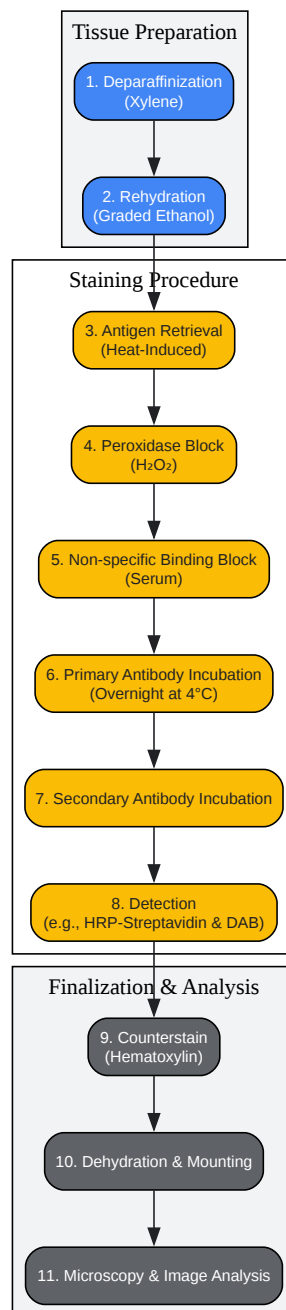 Tissue Preparation
1. Deparaffinization
(Xylene)
2. Rehydration
(Graded Ethanol)
Staining Procedure
3. Antigen Retrieval
(Heat-Induced)
4. Peroxidase Block
(H₂O₂)
5. Non-specific Binding Block
(Serum)
6. Primary Antibody Incubation
(Overnight at 4°C)
7. Secondary Antibody Incubation
8. Detection
(e.g., HRP-Streptavidin & DAB)
Finalization & Analysis
9. Counterstain
(Hematoxylin)
10. Dehydration & Mounting
11. Microscopy & Image Analysis